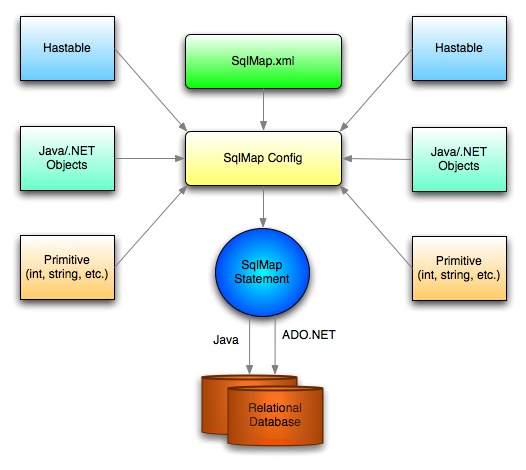 Hastable
SqlMap.xml
Hastable
Java/.NET
Objects
SqlMap Config
Java/.NET
Objects
Primitive
(int, string, etc.)
SqlMap
Statement
Primitive
(int, string, etc.)
Java
ADO.NET
Relational
Database